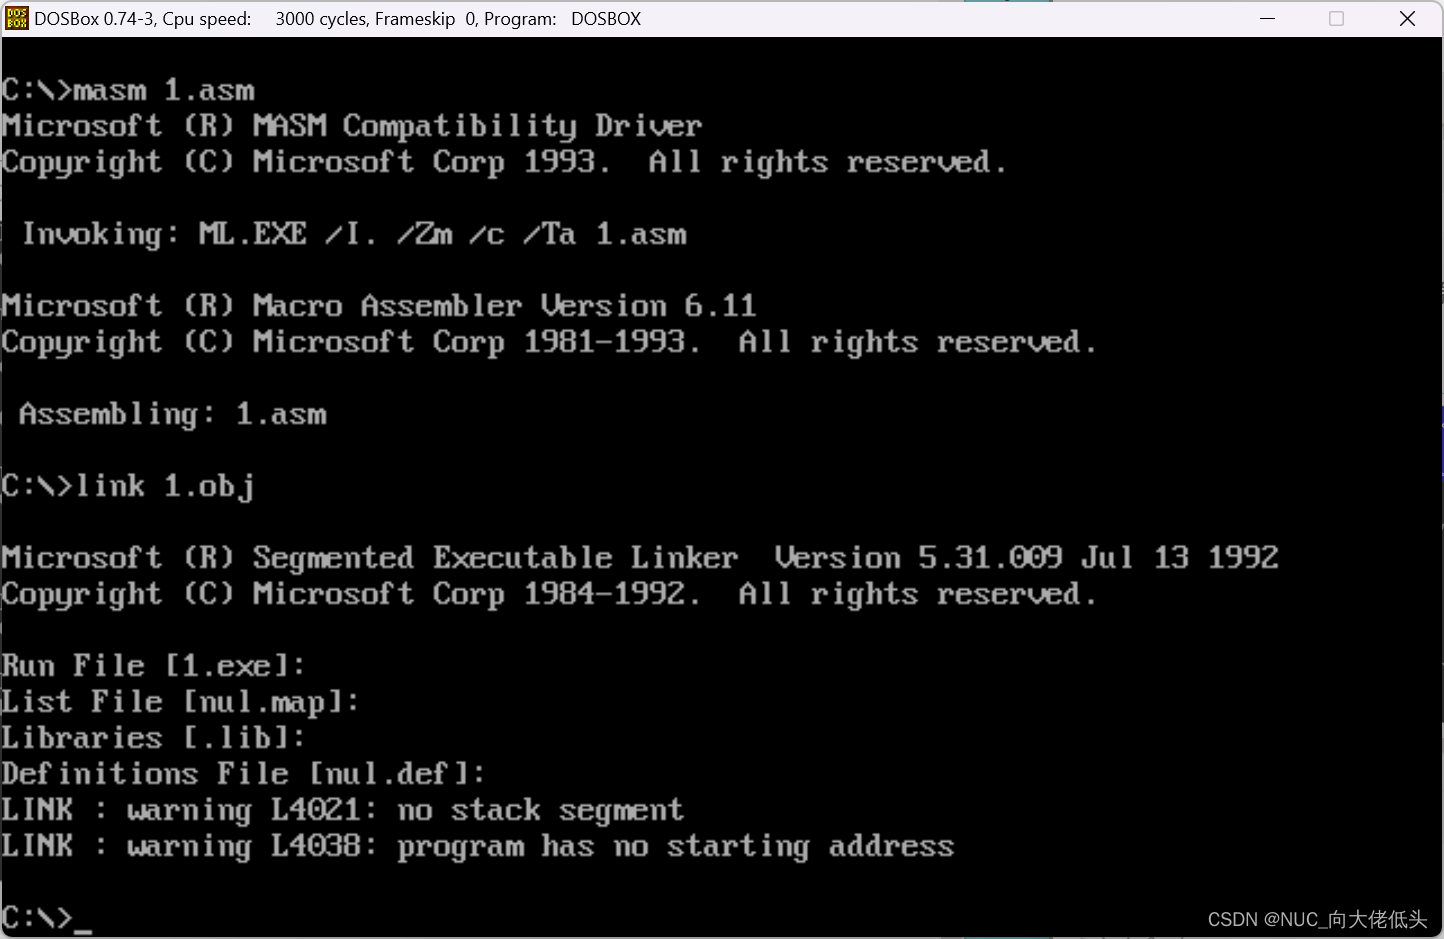 DOSBox 0.74-3, Cpu speed: 3000 cycles, Frameskip 0, Program: DOSBOX
C:\>masm 1.asm
Microsoft (R) MASM Compatibility Driver
Copyright (C) Microsoft Corp 1993. All rights reserved.
Invoking: ML.EXE /I. /Zm /c /Ta 1.asm
Microsoft (R) Macro Assembler Version 6.11
Copyright (C) Microsoft Corp 1981-1993. All rights reserved.
Assembling: 1.asm
C:\>link 1.obj
Microsoft (R) Segmented Executable Linker Version 5.31.009 Jul 13 1992
Copyright (C) Microsoft Corp 1984-1992. All rights reserved.
Run File [1.exe]:
List File [nul.map]:
Libraries [.lib]:
Definitions File [nul.def]:
LINK : warning L4021: no stack segment
LINK : warning L4038: program has no starting address
C:\>_
CSDN @NUC_向大佬低头